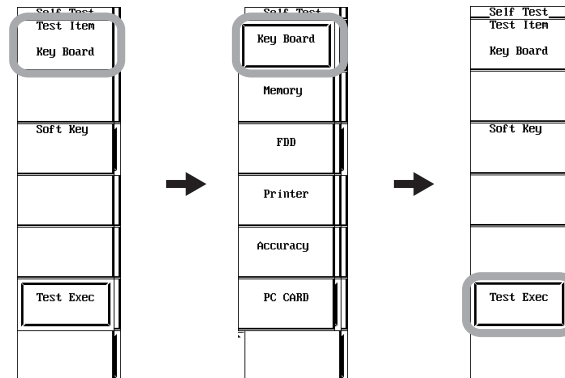 Self Test
Test Item
Key Board
Soft Key
Test Exec
Self Test
Key Board
Memory
FDD
Printer
Accuracy
PC CARD
Self Test
Test Item
Key Board
Soft Key
Test Exec